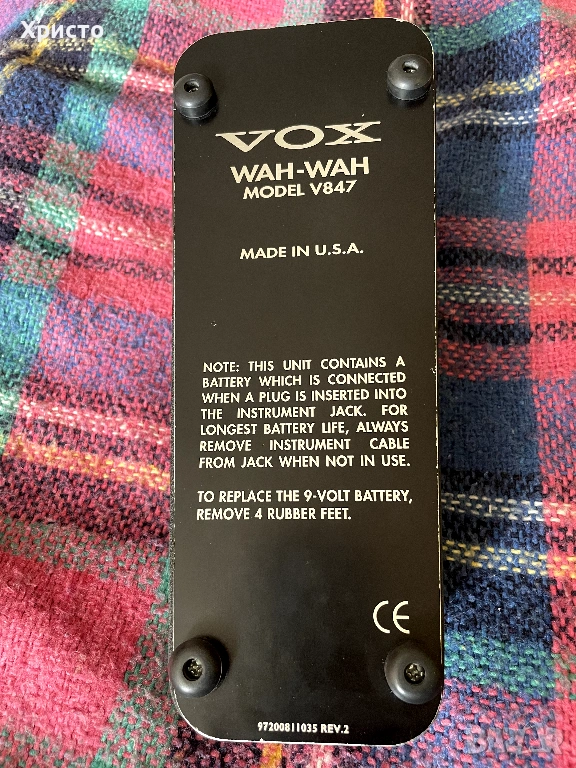 Христо
VOX
WAH-WAH
MODEL V847
MADE IN U.S.A.
NOTE: THIS UNIT CONTAINS A
BATTERY WHICH IS CONNECTED
WHEN A PLUG IS INSERTED INTO
THE INSTRUMENT JACK. FOR
LONGEST BATTERY LIFE, ALWAYS
REMOVE INSTRUMENT CABLE
FROM JACK WHEN NOT IN USE.
TO REPLACE THE 9-VOLT BATTERY,
REMOVE 4 RUBBER FEET.
CE
97200811035 REV.2